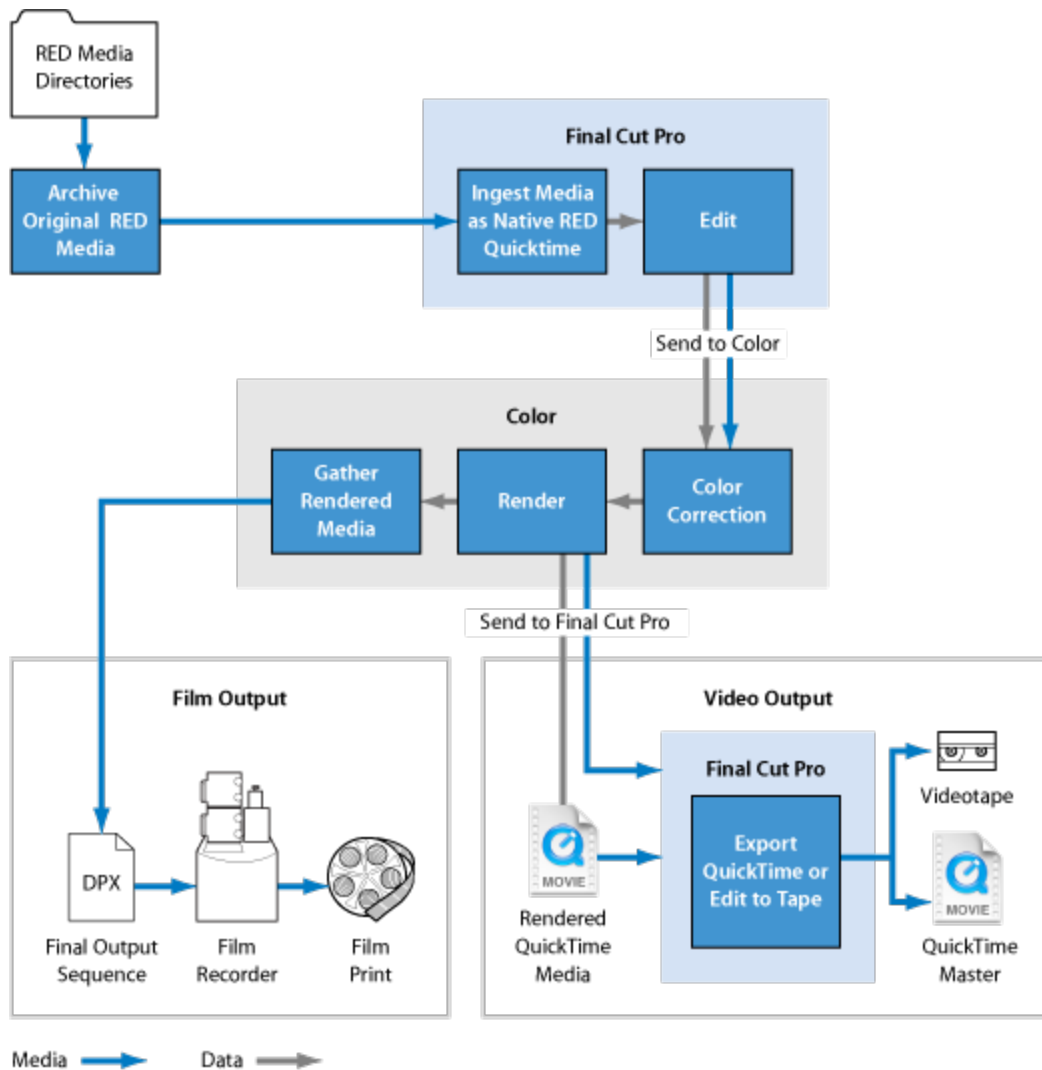 RED Media
Directories
Archive
Original RED
Media
Final Cut Pro
Ingest Media
as Native RED
Quicktime
Edit
Send to Color
Color
Gather
Rendered
Media
Render
Color
Correction
Send to Final Cut Pro
Film Output
DPX
Final Output
Sequence
Film
Recorder
Film
Print
Video Output
MOVIE
Rendered
QuickTime
Media
Final Cut Pro
Export
QuickTime or
Edit to Tape
Videotape
MOVIE
QuickTime
Master
Media
Data